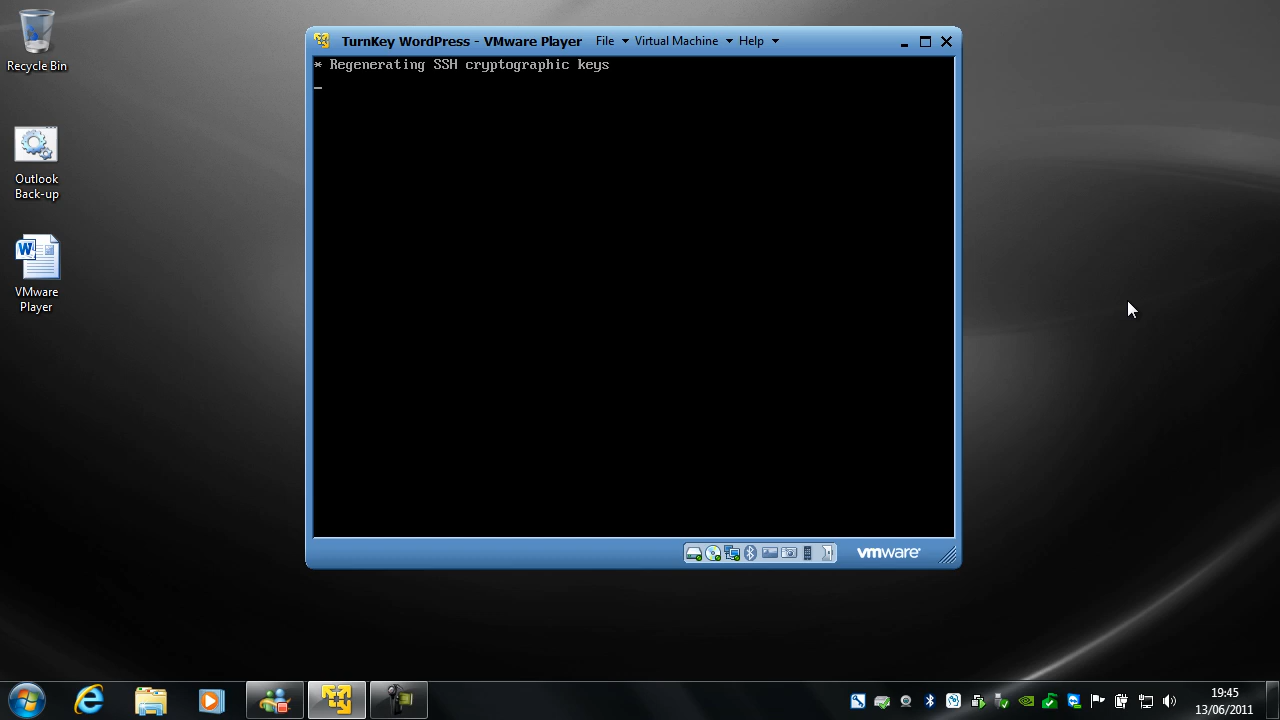 Recycle Bin
Outlook
Back-up
VMware
Player
TurnKey WordPress - VMware Player File Virtual Machine Help
* Regenerating SSH cryptographic keys
_
vmware
19:45
13/06/2011